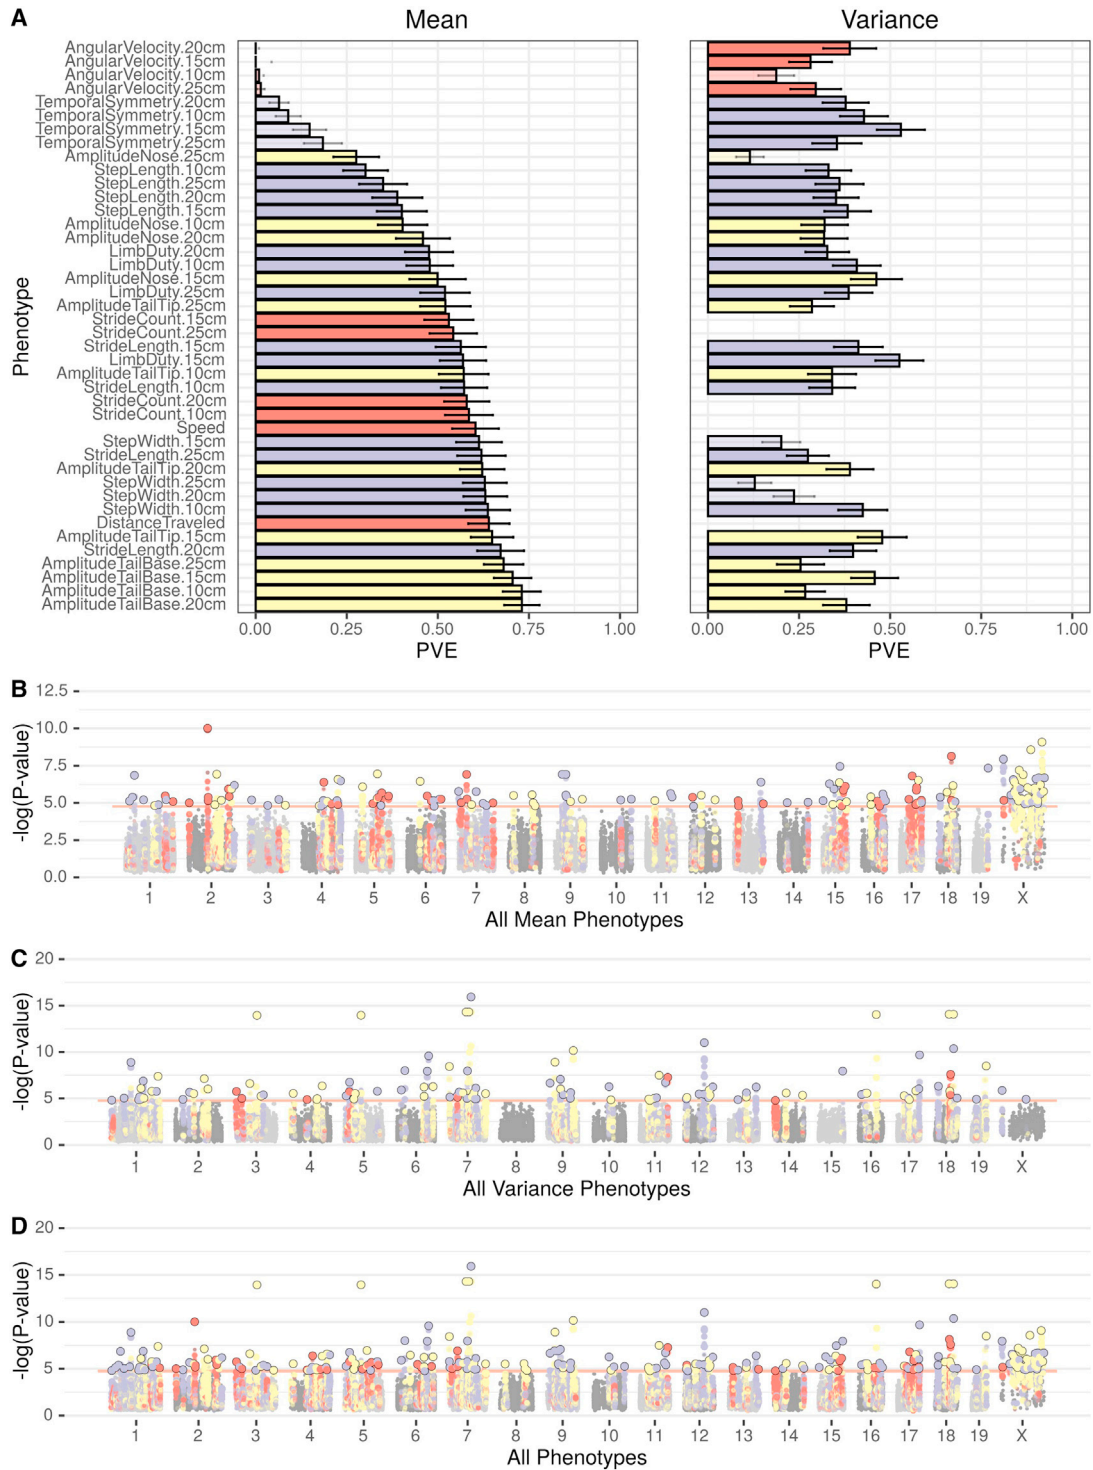 A
Mean
Variance
Phenotype
AngularVelocity.20cm
AngularVelocity.15cm
AngularVelocity.10cm
AngularVelocity.25cm
TemporalSymmetry.20cm
TemporalSymmetry.10cm
TemporalSymmetry.15cm
TemporalSymmetry.25cm
AmplitudeNose.25cm
StepLength.10cm
StepLength.25cm
StepLength.20cm
StepLength.15cm
AmplitudeNose.10cm
AmplitudeNose.20cm
LimbDuty.20cm
LimbDuty.10cm
AmplitudeNose.15cm
LimbDuty.25cm
AmplitudeTailTip.25cm
StrideCount.15cm
StrideCount.25cm
StrideLength.15cm
LimbDuty.15cm
AmplitudeTailTip.10cm
StrideLength.10cm
StrideCount.20cm
StrideCount.10cm
Speed
StepWidth.15cm
StrideLength.25cm
AmplitudeTailTip.20cm
StepWidth.25cm
StepWidth.20cm
StepWidth.10cm
DistanceTraveled
AmplitudeTailTip.15cm
StrideLength.20cm
AmplitudeTailBase.25cm
AmplitudeTailBase.15cm
AmplitudeTailBase.10cm
AmplitudeTailBase.20cm
0.00 0.25 0.50 0.75 1.00
PVE
0.00 0.25 0.50 0.75 1.00
PVE
B
-log(P-value)
12.5
10.0
7.5
5.0
2.5
0.0
1 2 3 4 5 6 7 8 9 10 11 12 13 14 15 16 17 18 19 X
All Mean Phenotypes
C
-log(P-value)
20
15
10
5
0
1 2 3 4 5 6 7 8 9 10 11 12 13 14 15 16 17 18 19 X
All Variance Phenotypes
D
-log(P-value)
20
15
10
5
0
1 2 3 4 5 6 7 8 9 10 11 12 13 14 15 16 17 18 19 X
All Phenotypes